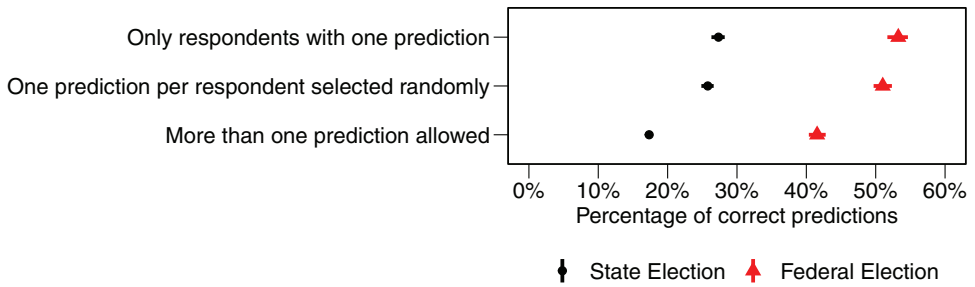 Only respondents with one prediction
One prediction per respondent selected randomly
More than one prediction allowed
0% 10% 20% 30% 40% 50% 60%
Percentage of correct predictions
State Election Federal Election